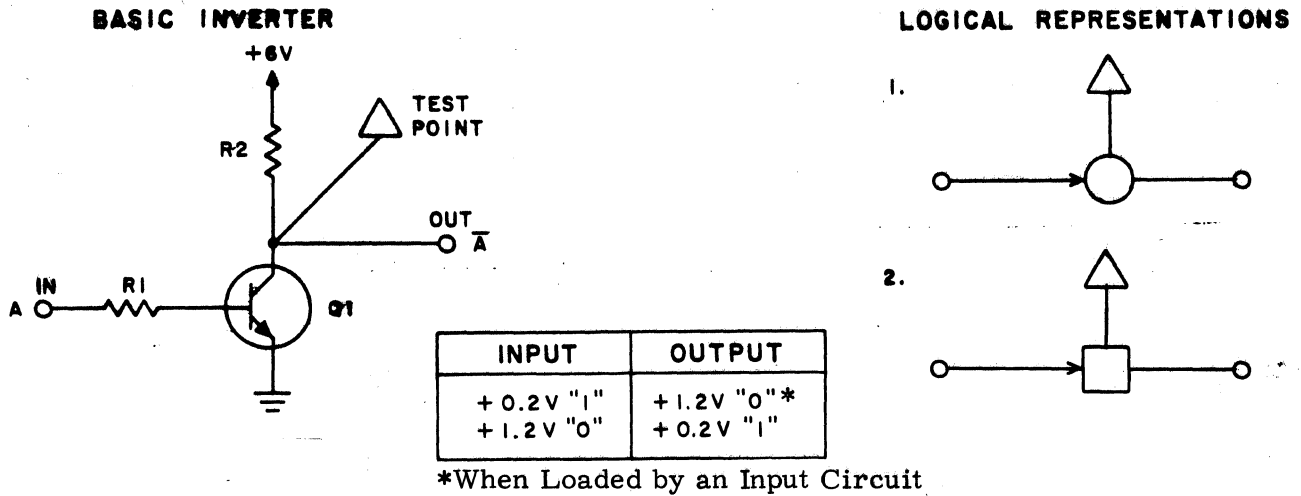 BASIC INVERTER
+6V
R2
TEST
POINT
OUT
A̅
IN
A
R1
Q1
INPUT OUTPUT
+0.2V "1" +1.2V "0"*
+1.2V "0" +0.2V "1"
*When Loaded by an Input Circuit
LOGICAL REPRESENTATIONS
1.
2.